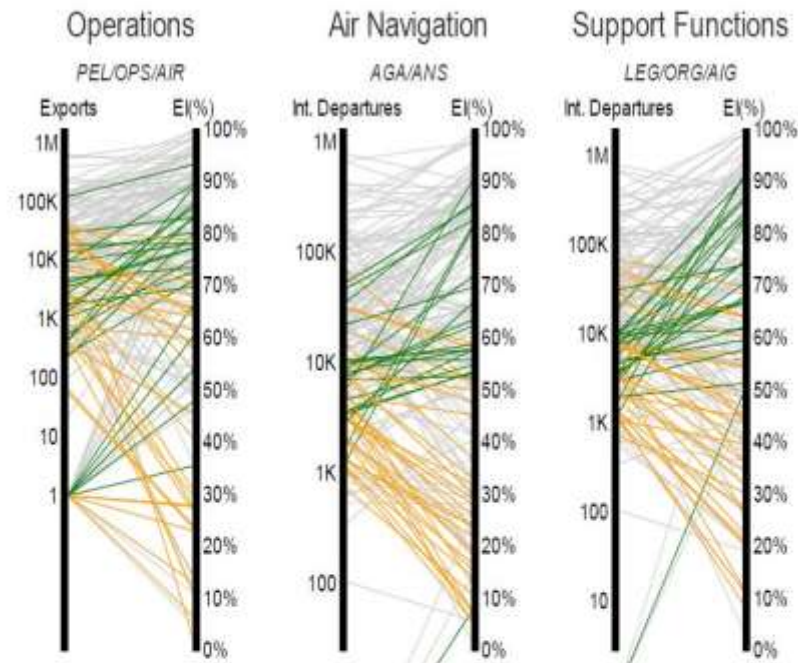 Operations
PEL/OPS/AIR
Exports EI(%)
1M
100K
10K
1K
100
10
1
100%
90%
80%
70%
60%
50%
40%
30%
20%
10%
0%
Air Navigation
AGA/ANS
Int. Departures EI(%)
1M
100K
10K
1K
100
100%
90%
80%
70%
60%
50%
40%
30%
20%
10%
0%
Support Functions
LEG/ORG/AIG
Int. Departures EI(%)
1M
100K
10K
1K
100
10
100%
90%
80%
70%
60%
50%
40%
30%
20%
10%
0%